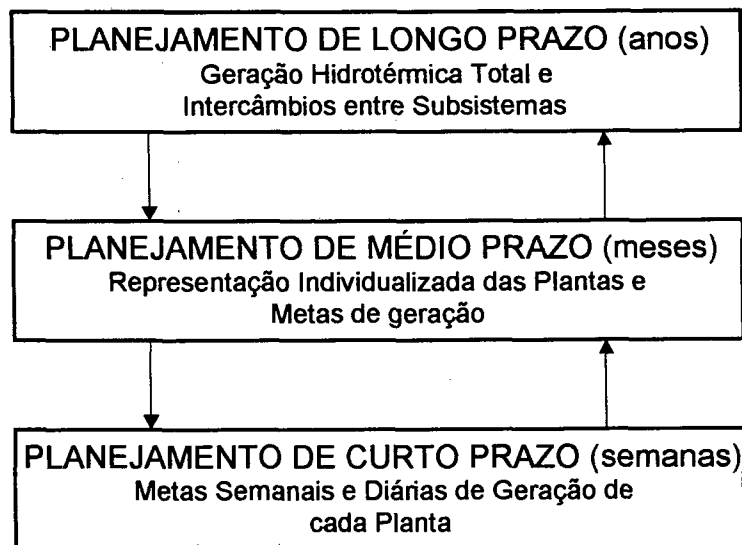 PLANEJAMENTO DE LONGO PRAZO (anos)
Geração Hidrotérmica Total e
Intercâmbios entre Subsistemas
PLANEJAMENTO DE MÉDIO PRAZO (meses)
Representação Individualizada das Plantas e
Metas de geração
PLANEJAMENTO DE CURTO PRAZO (semanas)
Metas Semanais e Diárias de Geração de
cada Planta